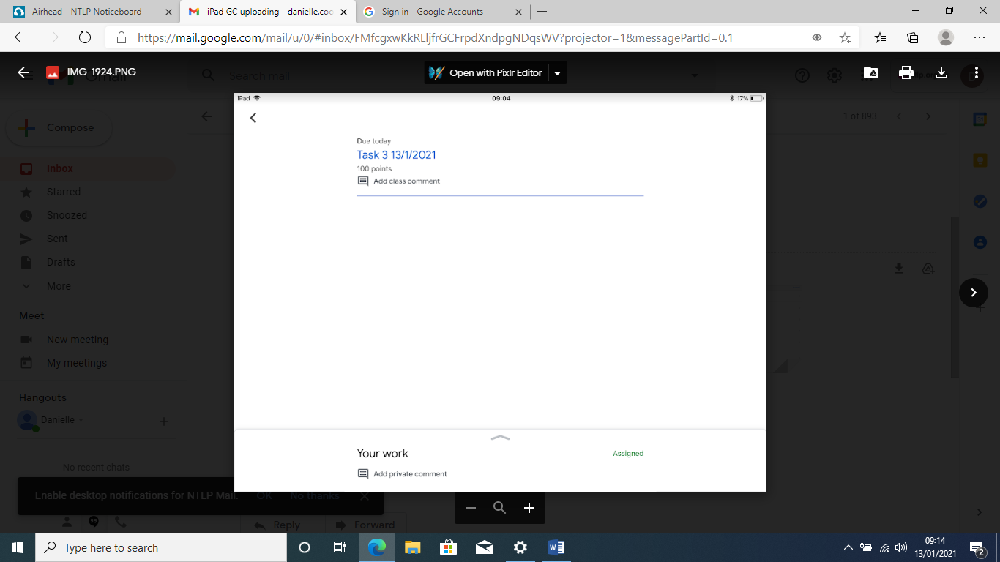 Airhead - NTLP Noticeboard
iPad GC uploading - danielle.coo
Sign in - Google Accounts
https://mail.google.com/mail/u/0/#inbox/FMfcgxwKkRLljfrGCFrpdXndpgNDqsWV?projector=1&messagePartId=0.1
IMG-1924.PNG
Search mail
Open with Pixlr Editor
iPad 09:04 17%
Compose
1 of 893
Due today
Task 3 13/1/2021
100 points
Add class comment
Inbox
Starred
Snoozed
Sent
Drafts
More
Meet
New meeting
My meetings
Hangouts
Danielle
No recent chats
Your work
Assigned
Add private comment
Enable desktop notifications for NTLP Mail. OK No thanks
Reply
Forward
Type here to search
09:14
13/01/2021
2